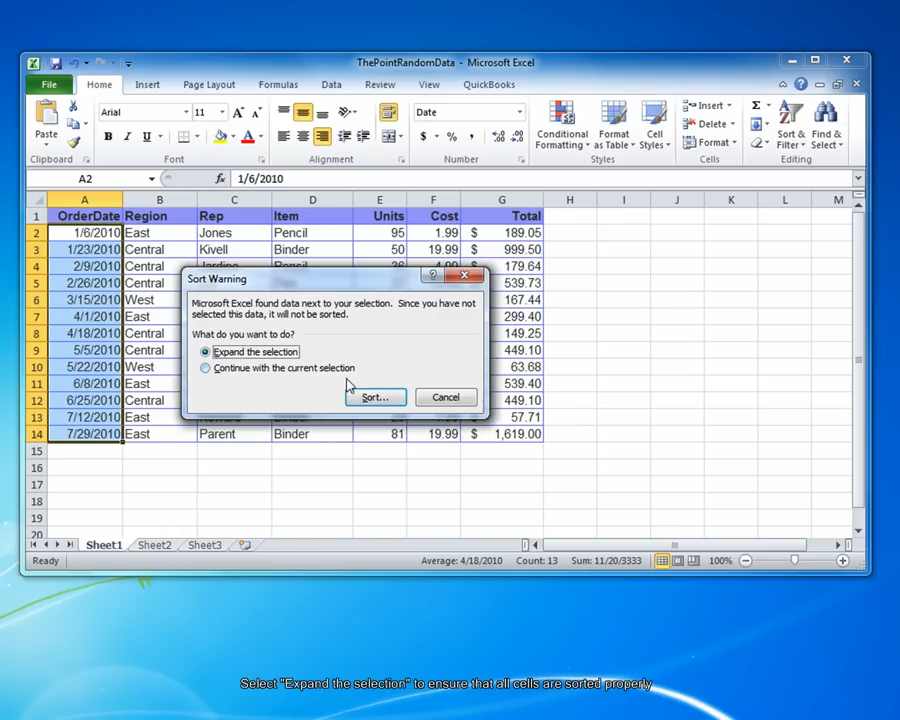 ThePointRandomData - Microsoft Excel
File Home Insert Page Layout Formulas Data Review View QuickBooks
Arial 11 Date Insert
Paste B I U $ % , Conditional Formatting Format as Table Cell Styles Delete Format Sort & Filter Find & Select
Clipboard Font Alignment Number Styles Cells Editing
A2 fx 1/6/2010
A B C D E F G H I J K L M
1 OrderDate Region Rep Item Units Cost Total
2 1/6/2010 East Jones Pencil 95 1.99 $ 189.05
3 1/23/2010 Central Kivell Binder 50 19.99 $ 999.50
4 2/9/2010 Central $ 179.64
5 2/26/2010 Central 539.73
6 3/15/2010 West 167.44
7 4/1/2010 East 299.40
8 4/18/2010 Central 149.25
9 5/5/2010 Central 449.10
10 5/22/2010 West 63.68
11 6/8/2010 East 539.40
12 6/25/2010 Central 449.10
13 7/12/2010 East 57.71
14 7/29/2010 East Parent Binder 81 19.99 $ 1,619.00
15
16
17
18
19
20
Sort Warning
Microsoft Excel found data next to your selection. Since you have not
selected this data, it will not be sorted.
What do you want to do?
Expand the selection
Continue with the current selection
Sort... Cancel
Sheet1 Sheet2 Sheet3
Ready Average: 4/18/2010 Count: 13 Sum: 11/20/3333 100%
Select "Expand the selection" to ensure that all cells are sorted properly